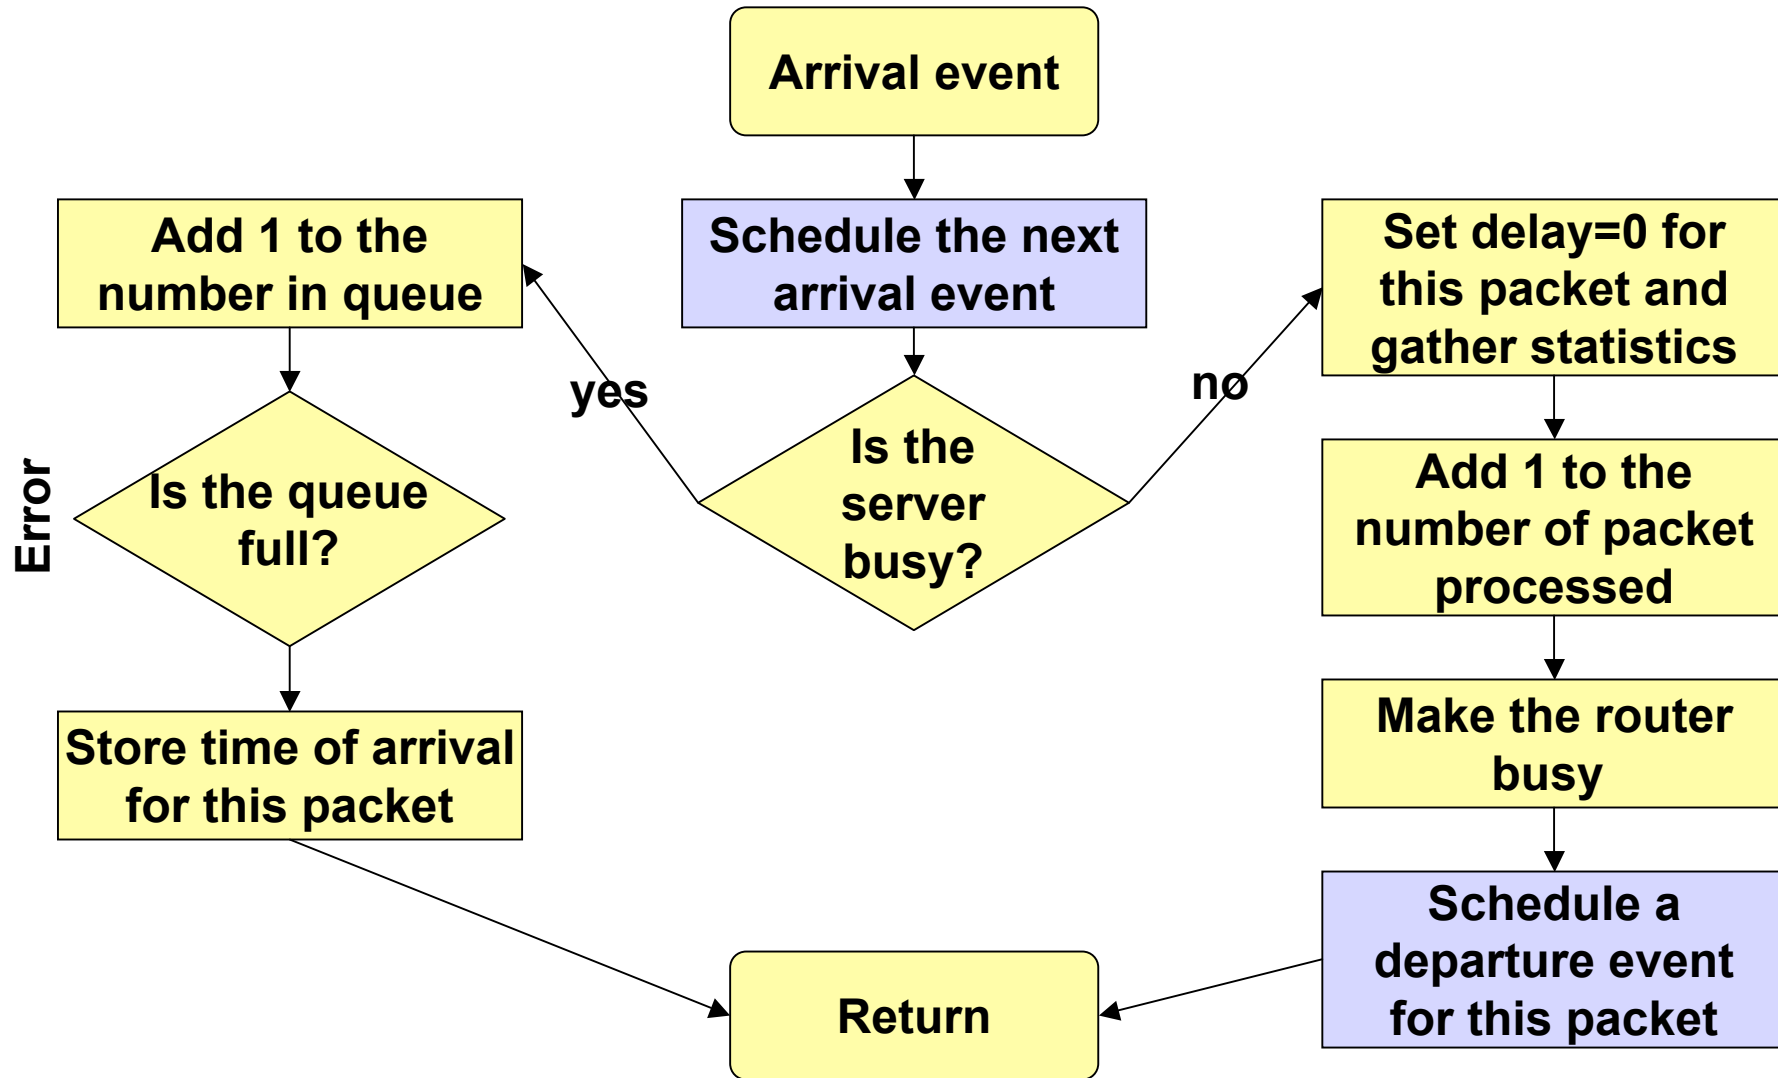 Arrival event
Schedule the next
arrival event
Is the
server
busy?
yes
Add 1 to the
number in queue
Is the queue
full?
Error
Store time of arrival
for this packet
no
Set delay=0 for
this packet and
gather statistics
Add 1 to the
number of packet
processed
Make the router
busy
Schedule a
departure event
for this packet
Return